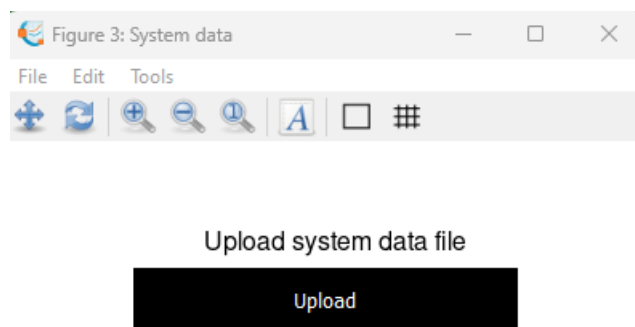 Figure 3: System data
File Edit Tools
A
Upload system data file
Upload